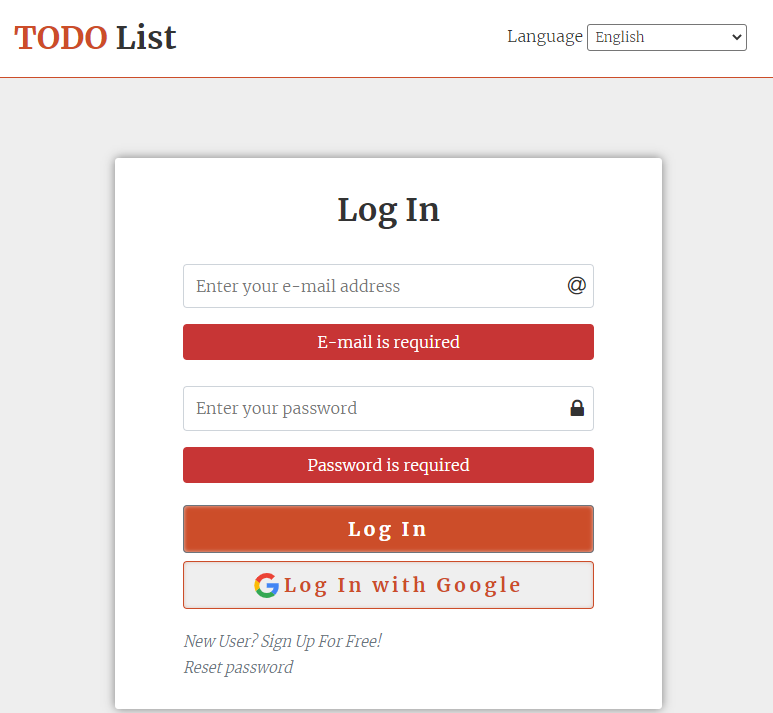 TODO List
Language English
Log In
Enter your e-mail address @
E-mail is required
Enter your password
Password is required
Log In
Log In with Google
New User? Sign Up For Free!
Reset password